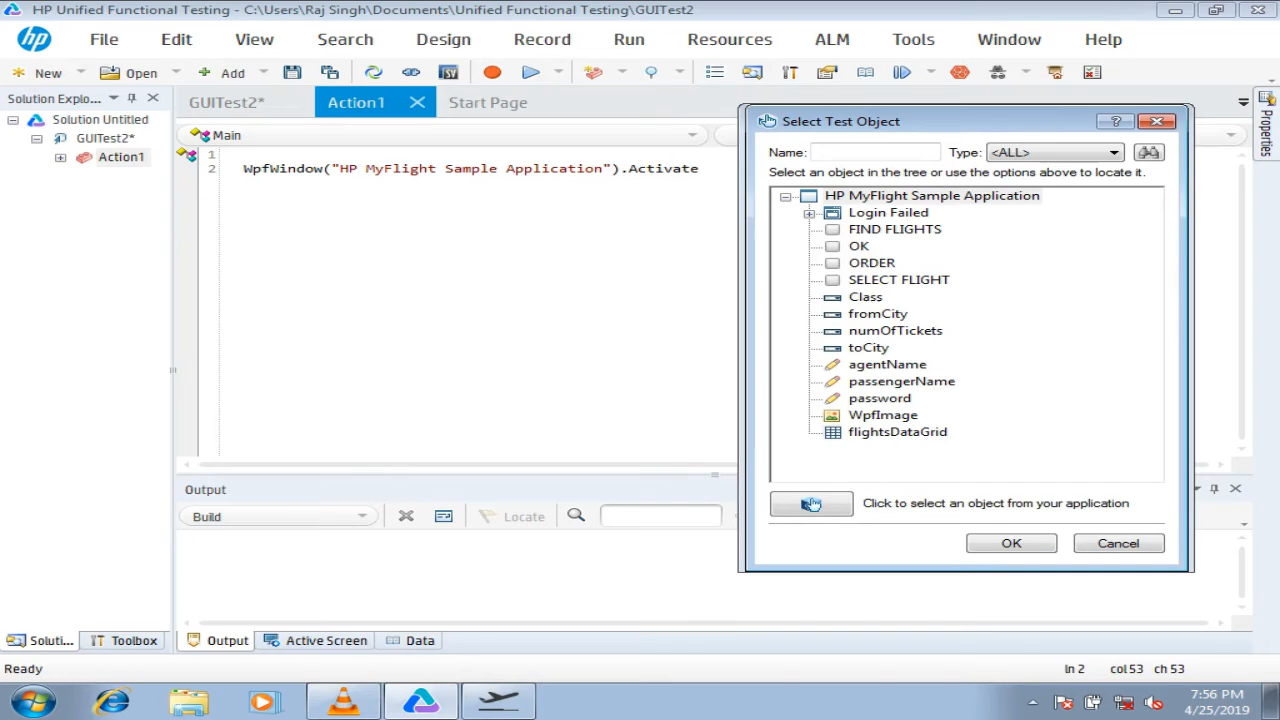 HP Unified Functional Testing - C:\Users\Raj Singh\Documents\Unified Functional Testing\GUITest2
hp File Edit View Search Design Record Run Resources ALM Tools Window Help
New Open Add SV
Solution Explo...
GUITest2* Action1 Start Page
Solution Untitled
GUITest2*
Action1
Main
1
2 WpfWindow("HP MyFlight Sample Application").Activate
Properties
Select Test Object
Name: Type: <ALL>
Select an object in the tree or use the options above to locate it.
HP MyFlight Sample Application
Login Failed
FIND FLIGHTS
OK
ORDER
SELECT FLIGHT
Class
fromCity
numOfTickets
toCity
agentName
passengerName
password
WpfImage
flightsDataGrid
Click to select an object from your application
OK Cancel
Output
Build Locate
Soluti... Toolbox Output Active Screen Data
Ready ln 2 col 53 ch 53
7:56 PM
4/25/2019